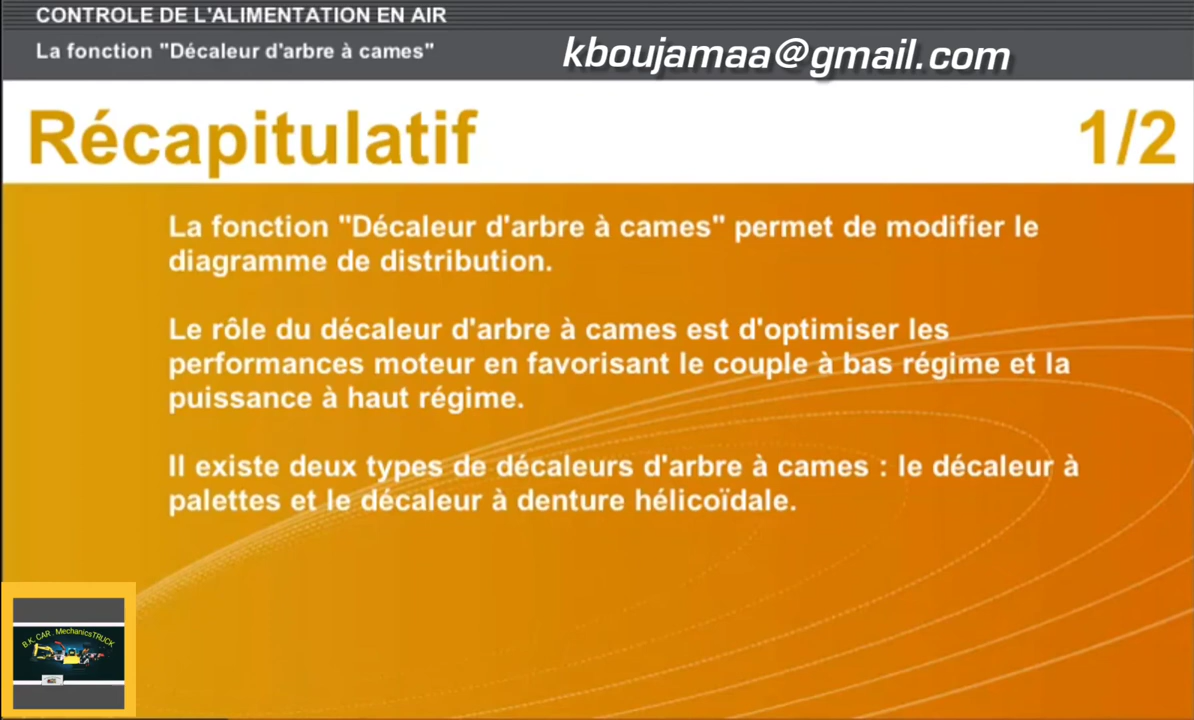 CONTROLE DE L'ALIMENTATION EN AIR
La fonction "Décaleur d'arbre à cames"
kboujamaa@gmail.com
Récapitulatif
1/2
La fonction "Décaleur d'arbre à cames" permet de modifier le
diagramme de distribution.
Le rôle du décaleur d'arbre à cames est d'optimiser les
performances moteur en favorisant le couple à bas régime et la
puissance à haut régime.
Il existe deux types de décaleurs d'arbre à cames : le décaleur à
palettes et le décaleur à denture hélicoïdale.
B.K. CAR. MechanicsTRUCK